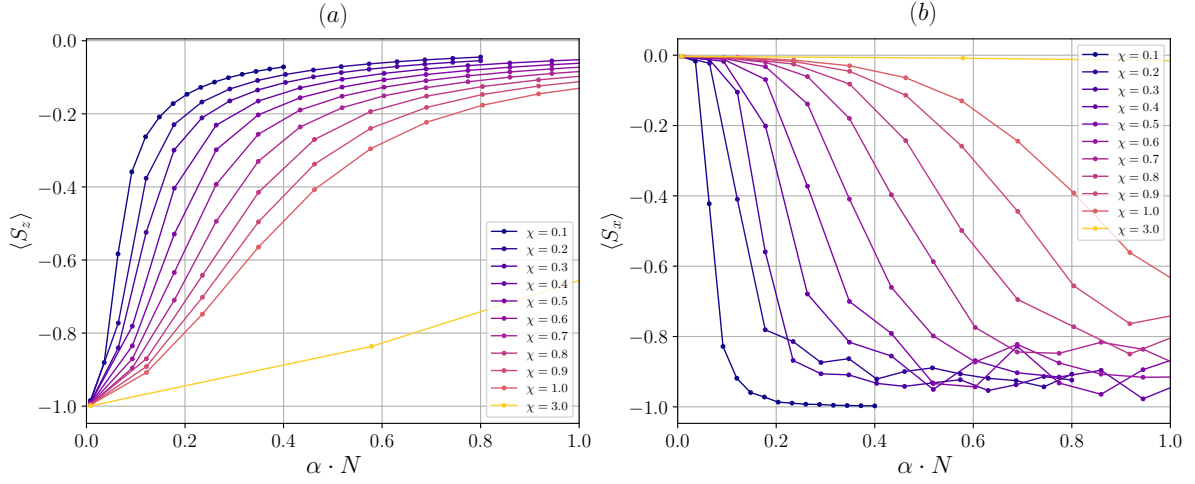 (a)
0.0
−0.2
−0.4
−0.6
−0.8
−1.0
⟨S_z⟩
0.0 0.2 0.4 0.6 0.8 1.0
α · N
χ = 0.1
χ = 0.2
χ = 0.3
χ = 0.4
χ = 0.5
χ = 0.6
χ = 0.7
χ = 0.8
χ = 0.9
χ = 1.0
χ = 3.0
(b)
0.0
−0.2
−0.4
−0.6
−0.8
−1.0
⟨S_x⟩
0.0 0.2 0.4 0.6 0.8 1.0
α · N
χ = 0.1
χ = 0.2
χ = 0.3
χ = 0.4
χ = 0.5
χ = 0.6
χ = 0.7
χ = 0.8
χ = 0.9
χ = 1.0
χ = 3.0